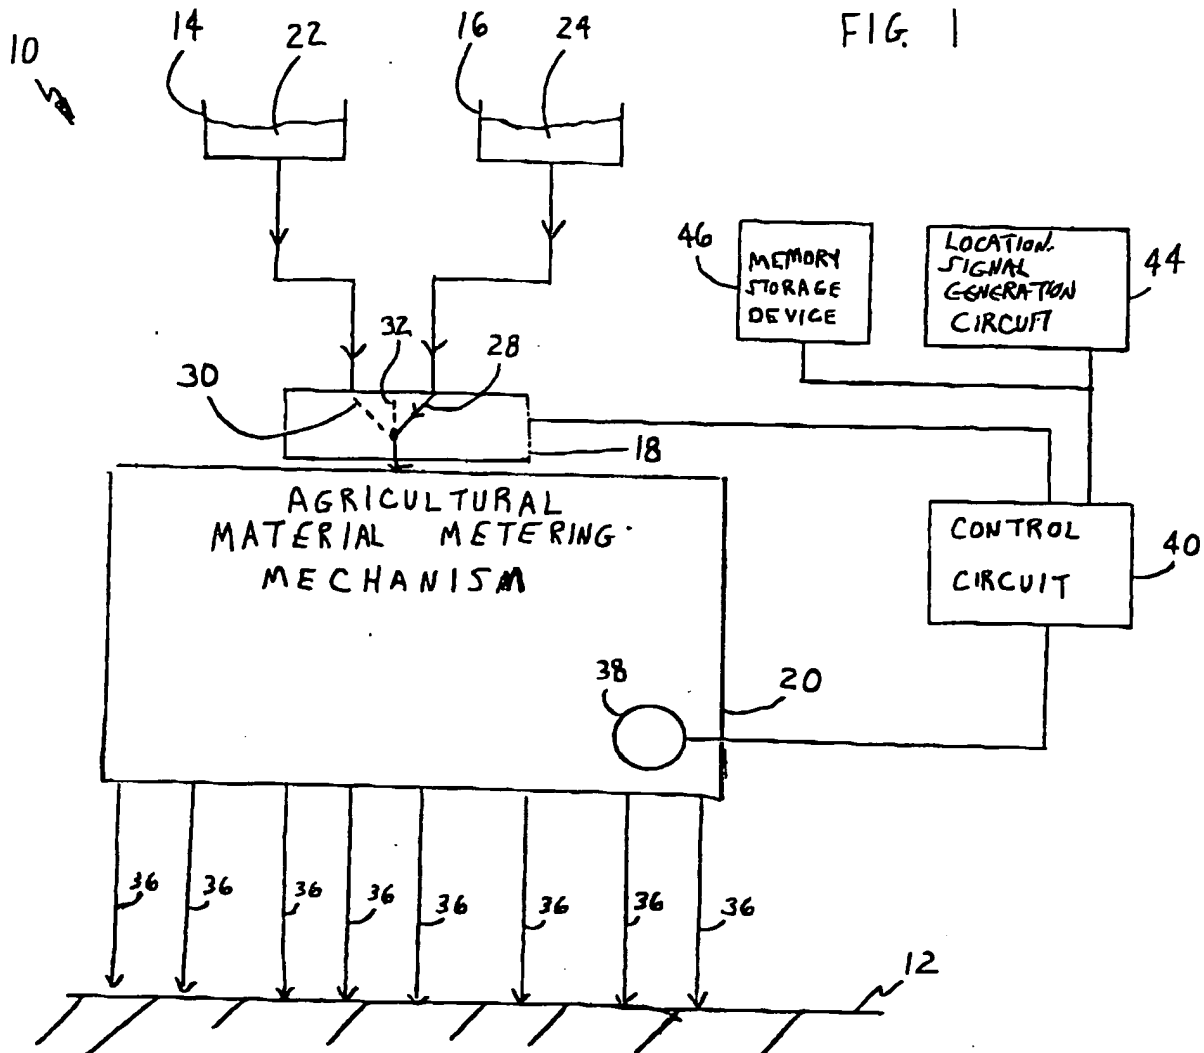 FIG. 1
10
14
22
16
24
46
MEMORY
STORAGE
DEVICE
LOCATION
SIGNAL
GENERATION
CIRCUIT
44
32
28
30
18
AGRICULTURAL
MATERIAL METERING
MECHANISM
CONTROL
CIRCUIT
40
38
20
36
36
36
36
36
36
36
36
12